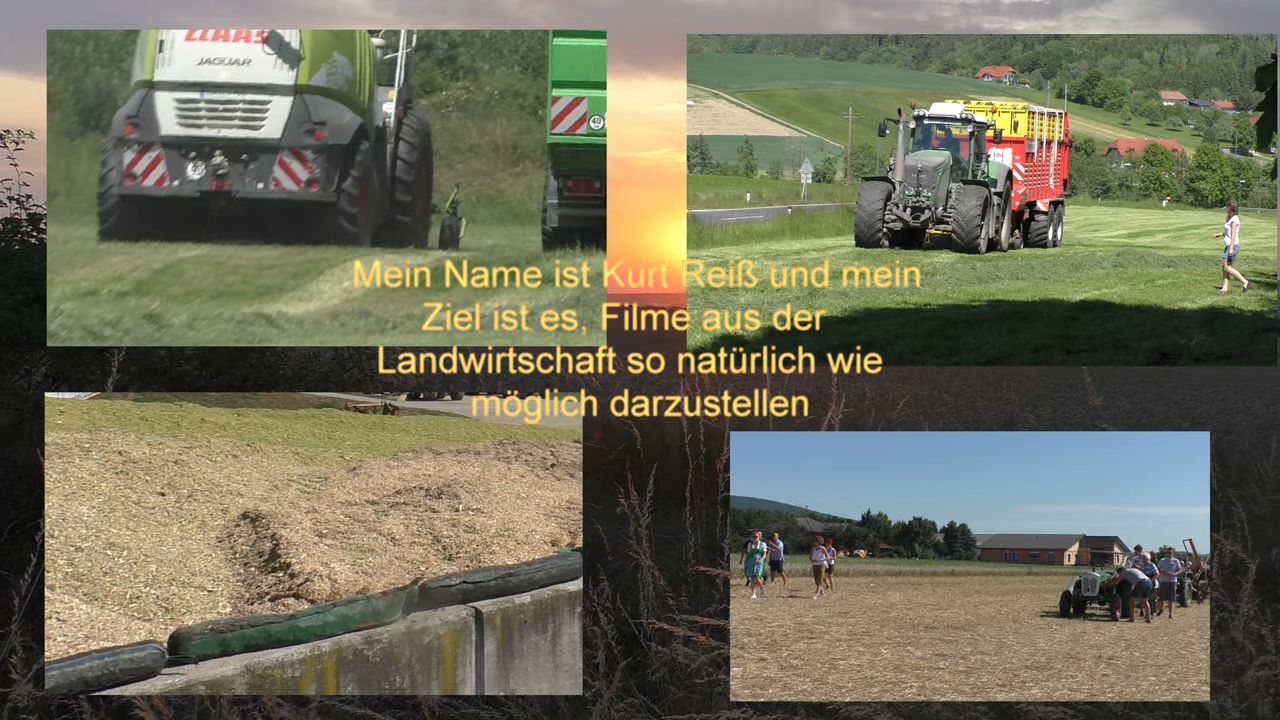 CLAAS
JAGUAR
40
Mein Name ist Kurt Reiß und mein
Ziel ist es, Filme aus der
Landwirtschaft so natürlich wie
möglich darzustellen